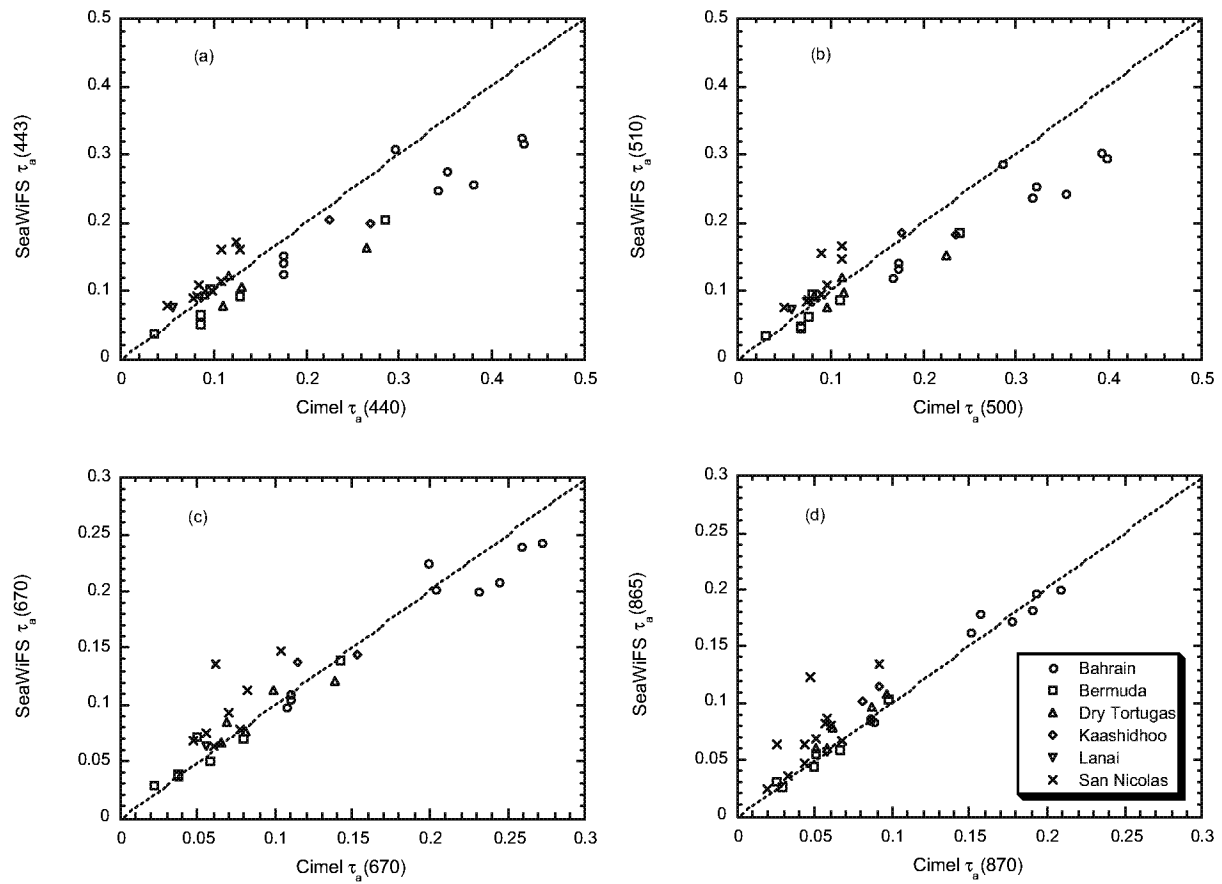 (a)
0.5
0.4
0.3
0.2
0.1
0
0 0.1 0.2 0.3 0.4 0.5
SeaWiFS τa(443)
Cimel τa(440)
(b)
0.5
0.4
0.3
0.2
0.1
0
0 0.1 0.2 0.3 0.4 0.5
SeaWiFS τa(510)
Cimel τa(500)
(c)
0.3
0.25
0.2
0.15
0.1
0.05
0
0 0.05 0.1 0.15 0.2 0.25 0.3
SeaWiFS τa(670)
Cimel τa(670)
(d)
0.3
0.25
0.2
0.15
0.1
0.05
0
0 0.05 0.1 0.15 0.2 0.25 0.3
SeaWiFS τa(865)
Cimel τa(870)
Bahrain
Bermuda
Dry Tortugas
Kaashidhoo
Lanai
San Nicolas